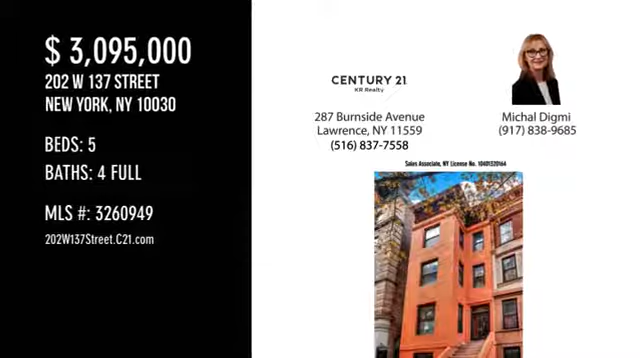 $ 3,095,000
202 W 137 STREET
NEW YORK, NY 10030
BEDS: 5
BATHS: 4 FULL
MLS #: 3260949
202W137Street.C21.com
CENTURY 21
KR Realty
287 Burnside Avenue
Lawrence, NY 11559
(516) 837-7558
Michal Digmi
(917) 838-9685
Sales Associate, NY License No. 10401320164